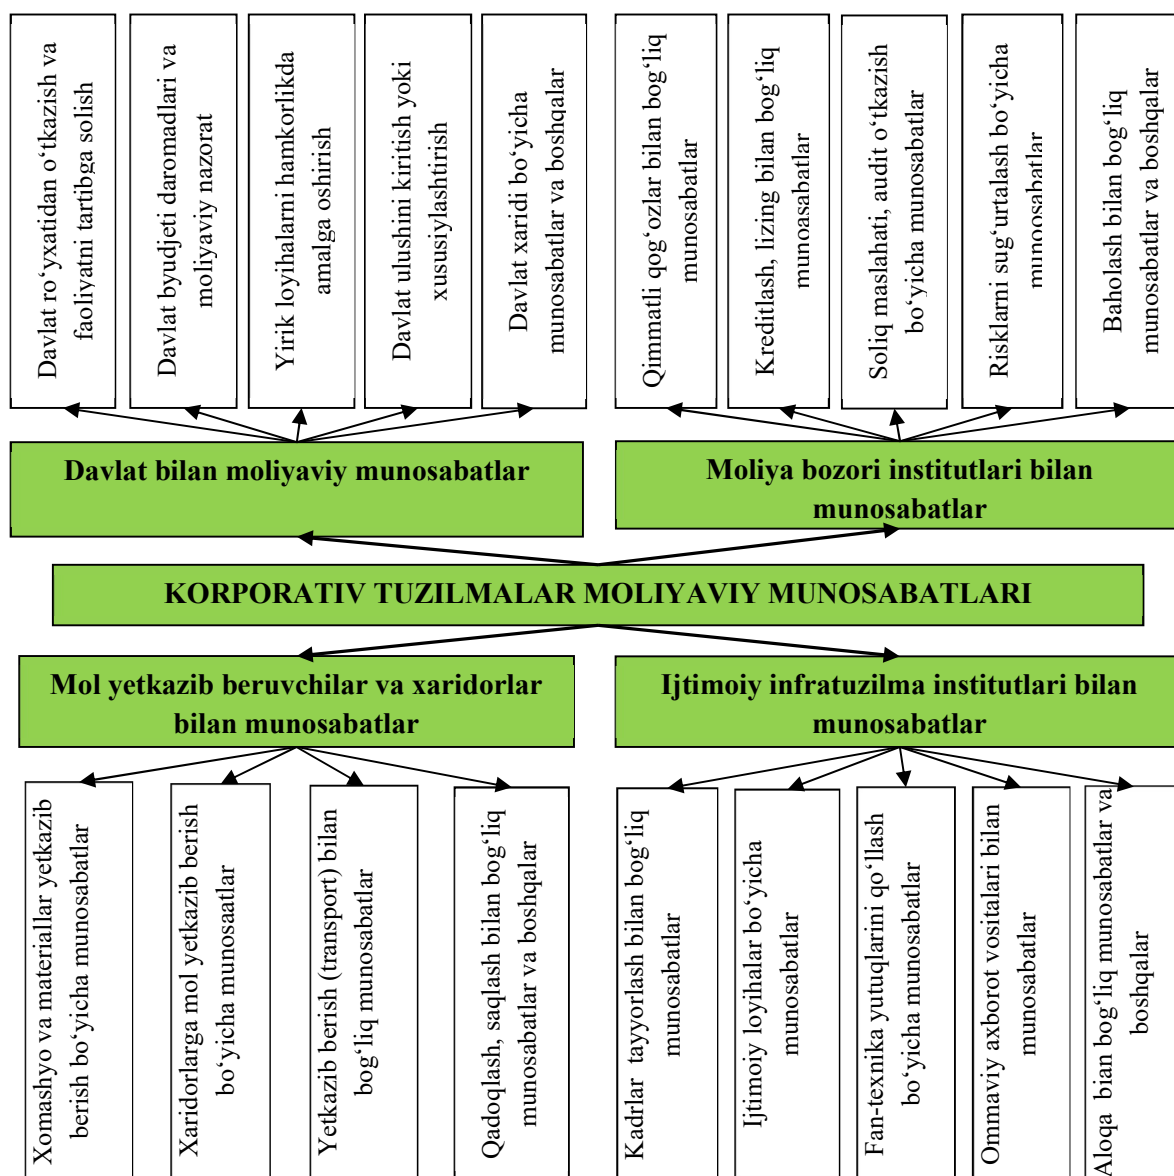 Davlat ro‘yxatidan o‘tkazish va
faoliyatni tartibga solish
Davlat byudjeti daromadlari va
moliyaviy nazorat
Yirik loyihalarni hamkorlikda
amalga oshirish
Davlat ulushini kiritish yoki
xususiylashtirish
Davlat xaridi bo‘yicha
munosabatlar va boshqalar
Qimmatli qog‘ozlar bilan bog‘liq
munosabatlar
Kreditlash, lizing bilan bog‘liq
munoasabatlar
Soliq maslahati, audit o‘tkazish
bo‘yicha munosabatlar
Risklarni sug‘urtalash bo‘yicha
munoosabatlar
Baholash bilan bog‘liq
munosabatlar va boshqalar
Davlat bilan moliyaviy munosabatlar
Moliya bozori institutlari bilan
munosabatlar
KORPORATIV TUZILMALAR MOLIYAVIY MUNOSABATLARI
Mol yetkazib beruvchilar va xaridorlar
bilan munosabatlar
Ijtimoiy infratuzilma institutlari bilan
munosabatlar
Xomashyo va materiallar yetkazib
berish bo‘yicha munosabatlar
Xaridorlarga mol yetkazib berish
bo‘yicha munosaatlar
Yetkazib berish (transport) bilan
bog‘liq munosabatlar
Qadoqlash, saqlash bilan bog‘liq
munosabatlar va boshqalar
Kadrlar tayyorlash bilan bog‘liq
munosabatlar
Ijtimoiy loyihalar bo‘yicha
munosabatlar
Fan-texnika yutuqlarini qo‘llash
bo‘yicha munosabatlar
Ommaviy axborot vositalari bilan
munosabatlar
Aloqa bian bog‘liq munosabatlar va
boshqalar